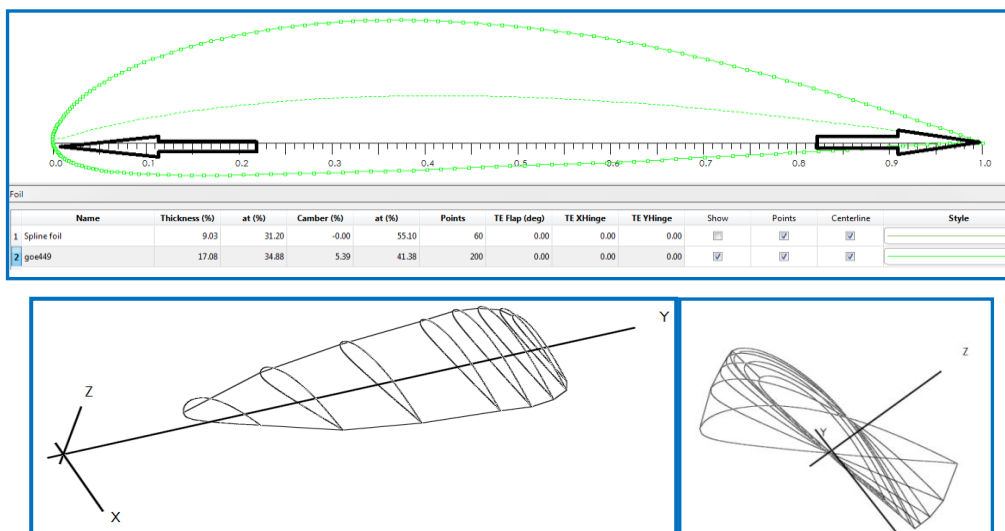 0.0 0.1 0.2 0.3 0.4 0.5 0.6 0.7 0.8 0.9 1.0
Foil
Name Thickness (%) at (%) Camber (%) at (%) Points TE Flap (deg) TE XHinge TE YHinge Show Points Centerline Style
1 Spline foil 9.03 31.20 -0.00 55.10 60 0.00 0.00 0.00
2 goe449 17.08 34.88 5.39 41.38 200 0.00 0.00 0.00
Y
Z
X
Z
Y